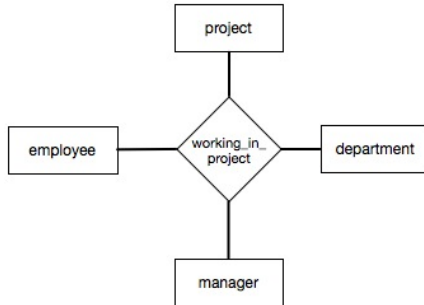 project
employee
working_in_
project
department
manager